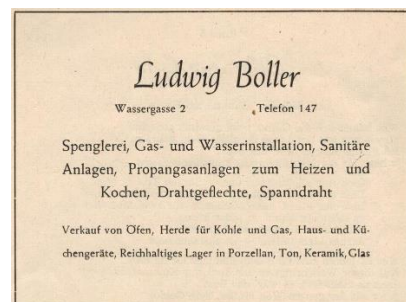 Ludwig Boller
Wassergasse 2 Telefon 147
Spenglerei, Gas- und Wasserinstallation, Sanitäre
Anlagen, Propangasanlagen zum Heizen und
Kochen, Drahtgeflechte, Spanndraht
Verkauf von Öfen, Herde für Kohle und Gas, Haus- und Kü-
chengeräte, Reichhaltiges Lager in Porzellan, Ton, Keramik, Glas